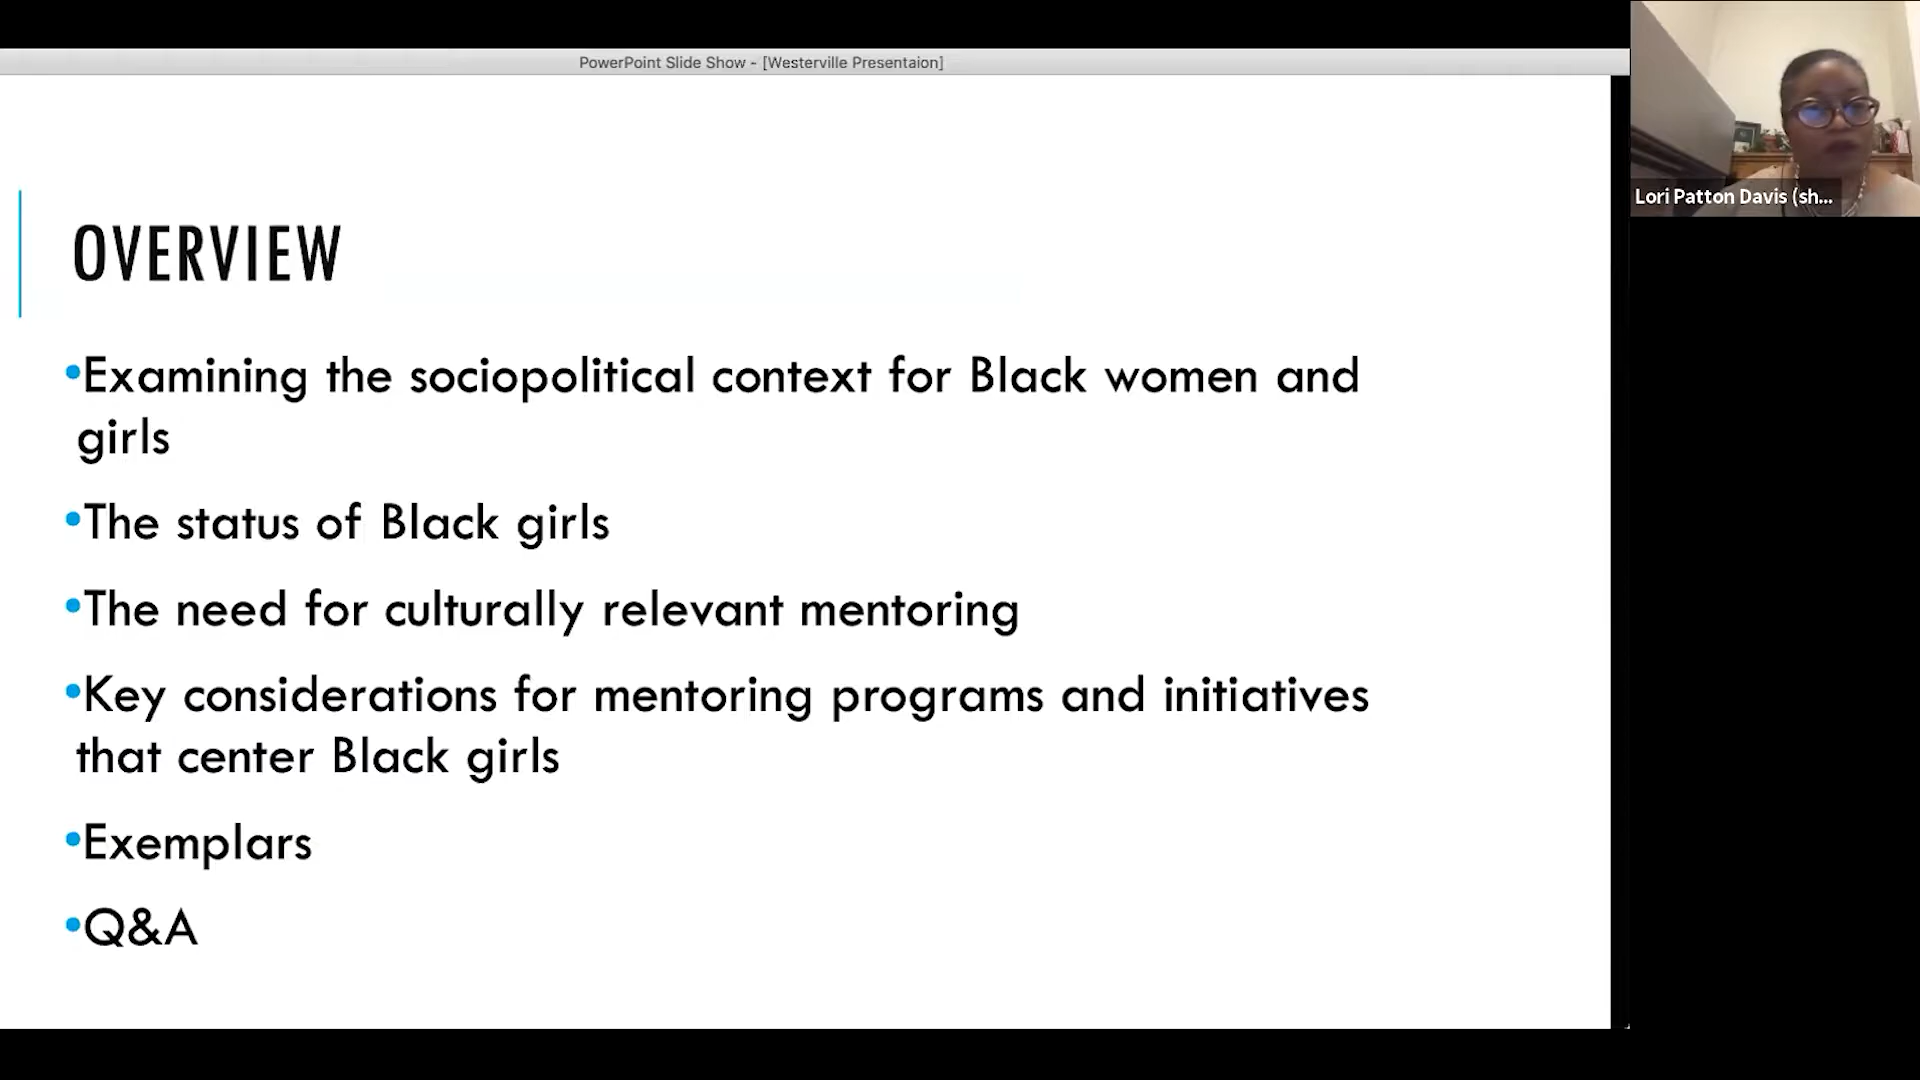 PowerPoint Slide Show - [Westerville Presentaion]
Lori Patton Davis (sh...
OVERVIEW
•Examining the sociopolitical context for Black women and
girls
•The status of Black girls
•The need for culturally relevant mentoring
•Key considerations for mentoring programs and initiatives
that center Black girls
•Exemplars
•Q&A